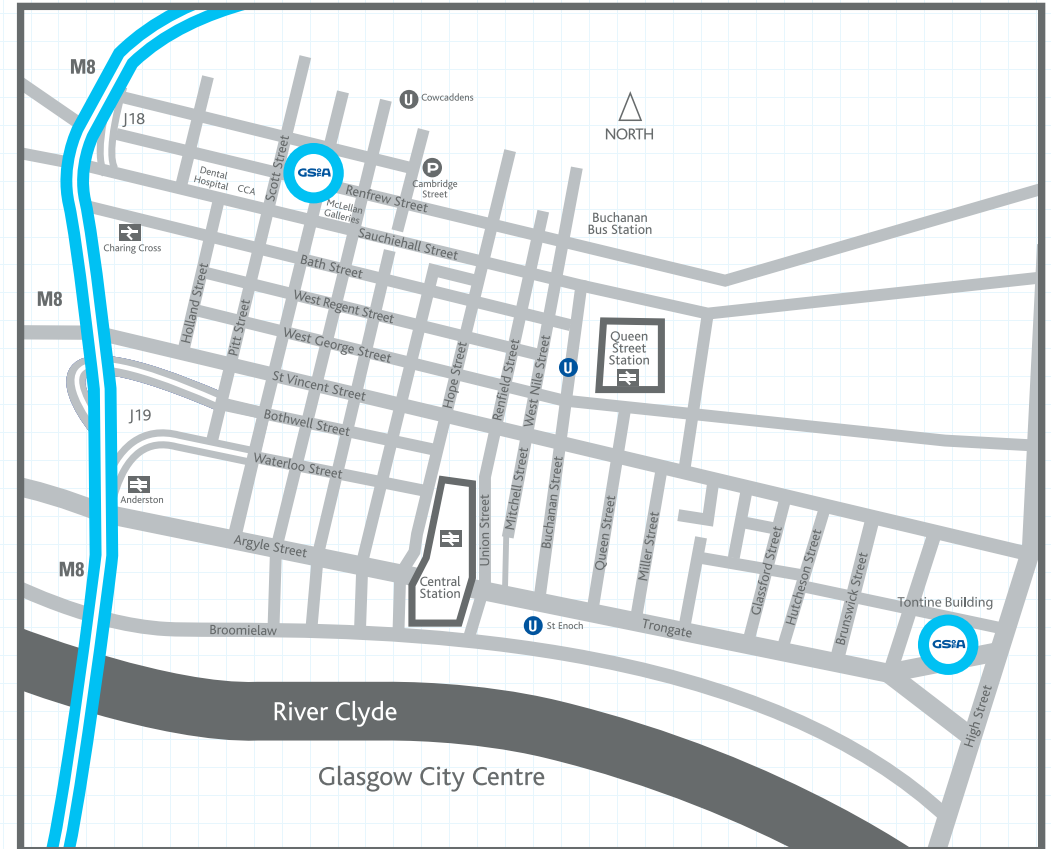 M8
Cowcaddens
U
J18
NORTH
P
Cambridge
Street
Scott Street
GSoA
Dental
Hospital
CCA
Renfrew Street
McLellan
Galleries
Buchanan
Bus Station
Charing Cross
Sauchiehall Street
Bath Street
M8
Holland Street
Pitt Street
West Regent Street
West George Street
Hope Street
Renfield Street
West Nile Street
U
Queen
Street
Station
St Vincent Street
J19
Bothwell Street
Waterloo Street
Anderston
Mitchell Street
Buchanan Street
Union Street
Queen Street
Miller Street
Argyle Street
Central
Station
Glassford Street
Hutcheson Street
Brunswick Street
M8
Tontine Building
GSoA
Broomielaw
U
St Enoch
Trongate
High Street
River Clyde
Glasgow City Centre